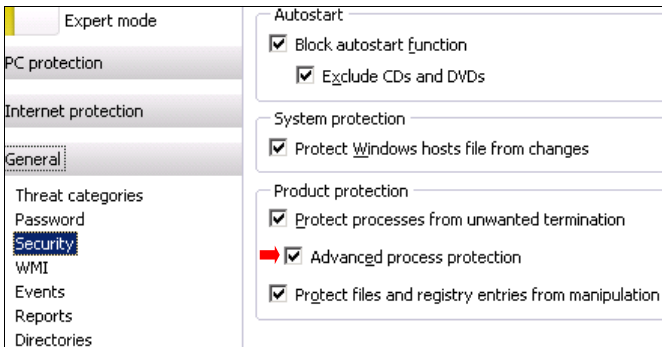 Expert mode
PC protection
Internet protection
General
Threat categories
Password
Security
WMI
Events
Reports
Directories
Autostart
Block autostart function
Exclude CDs and DVDs
System protection
Protect Windows hosts file from changes
Product protection
Protect processes from unwanted termination
Advanced process protection
Protect files and registry entries from manipulation